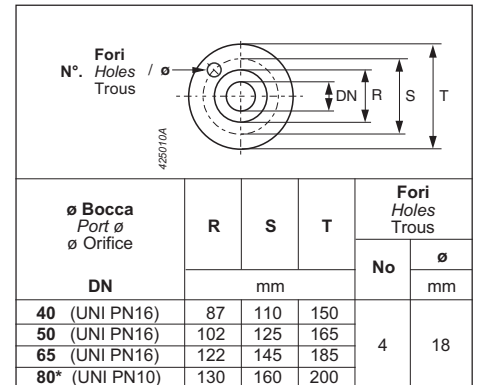 Fori
N°. Holes / ø
Trous
DN R S T
425010A
ø Bocca
Port ø
ø Orifice
DN
R S T
Fori
Holes
Trous
No ø
mm mm
40 (UNI PN16) 87 110 150
50 (UNI PN16) 102 125 165
65 (UNI PN16) 122 145 185
80* (UNI PN10) 130 160 200
4 18